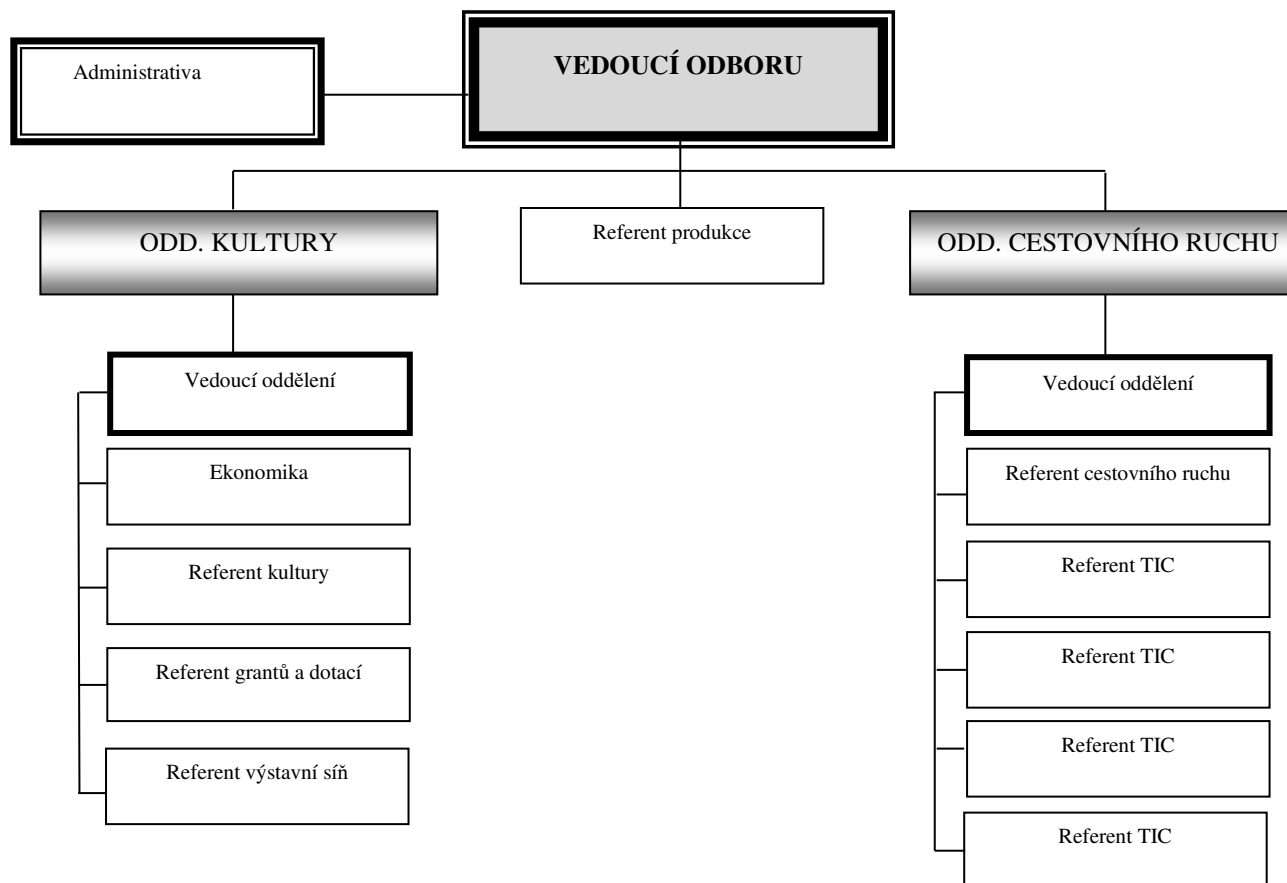 Administrativa
VEDOUCÍ ODBORU
ODD. KULTURY
Referent produkce
ODD. CESTOVNÍHO RUCHU
Vedoucí oddělení
Ekonomika
Referent kultury
Referent grantů a dotací
Referent výstavní síň
Vedoucí oddělení
Referent cestovního ruchu
Referent TIC
Referent TIC
Referent TIC
Referent TIC